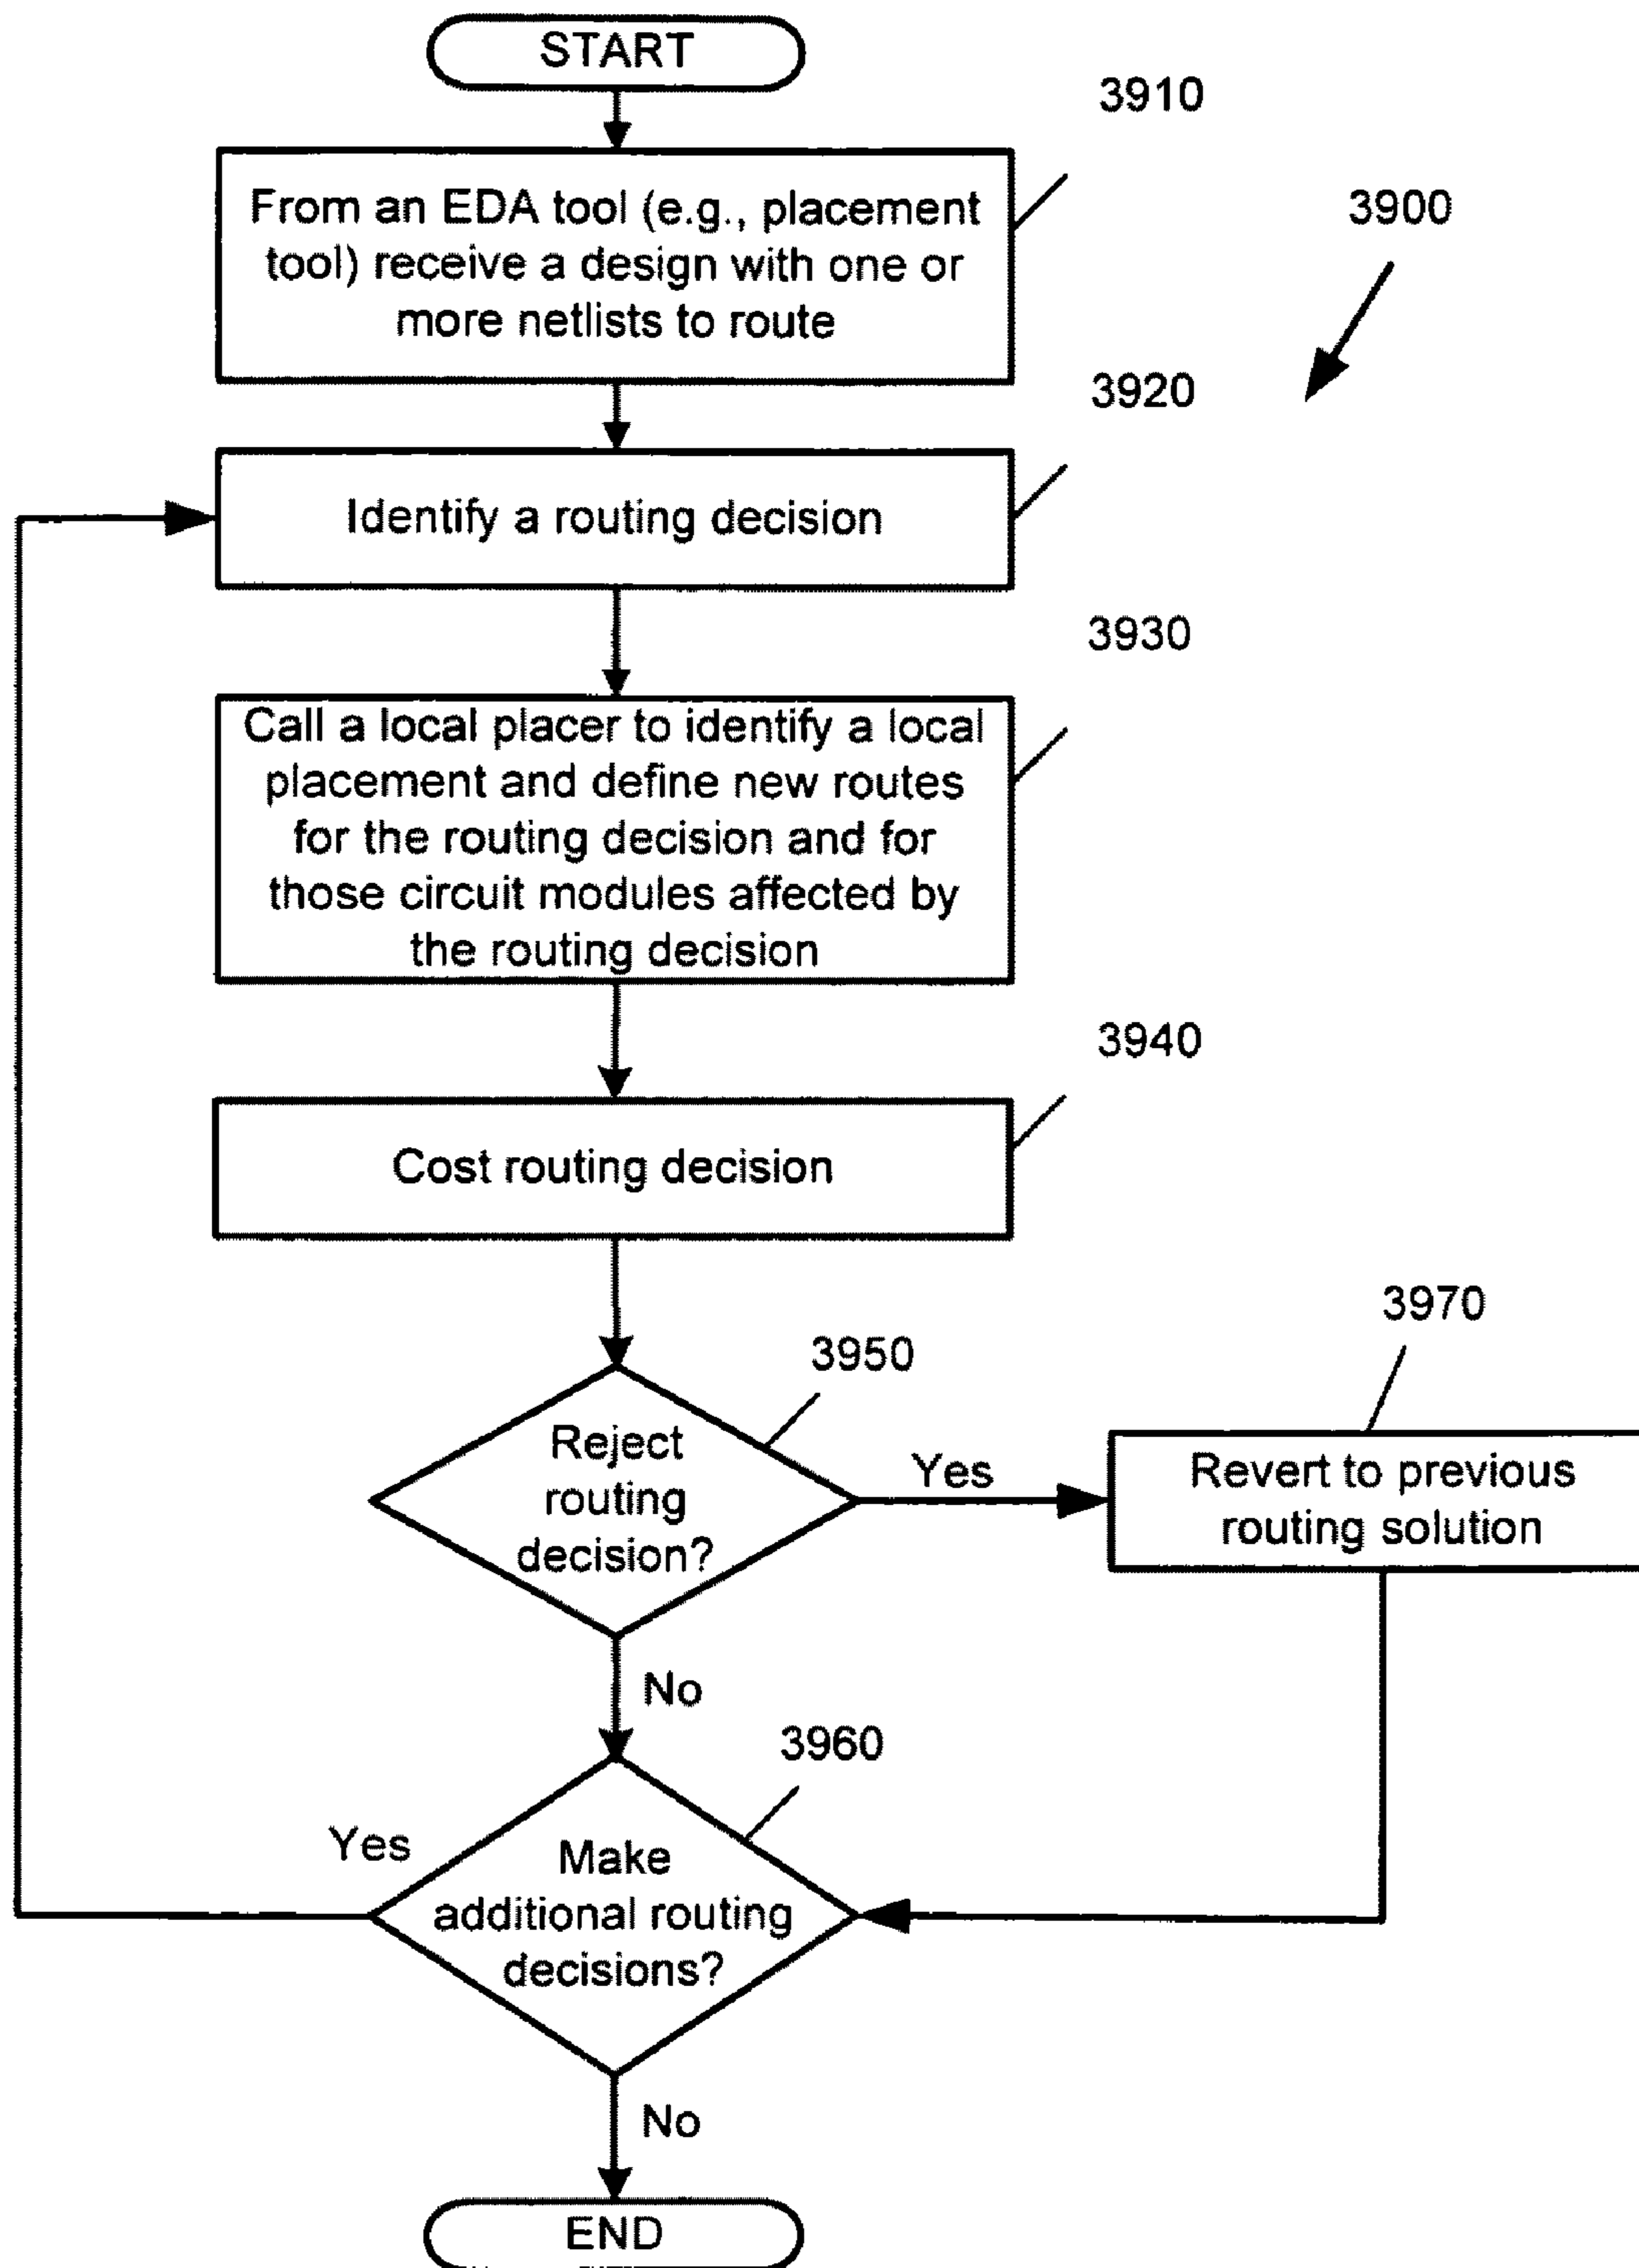 START
3910
From an EDA tool (e.g., placement
tool) receive a design with one or
more netlists to route
3900
3920
Identify a routing decision
3930
Call a local placer to identify a local
placement and define new routes
for the routing decision and for
those circuit modules affected by
the routing decision
3940
Cost routing decision
3950
Reject
routing
decision?
Yes
3970
Revert to previous
routing solution
No
3960
Yes
Make
additional routing
decisions?
No
END